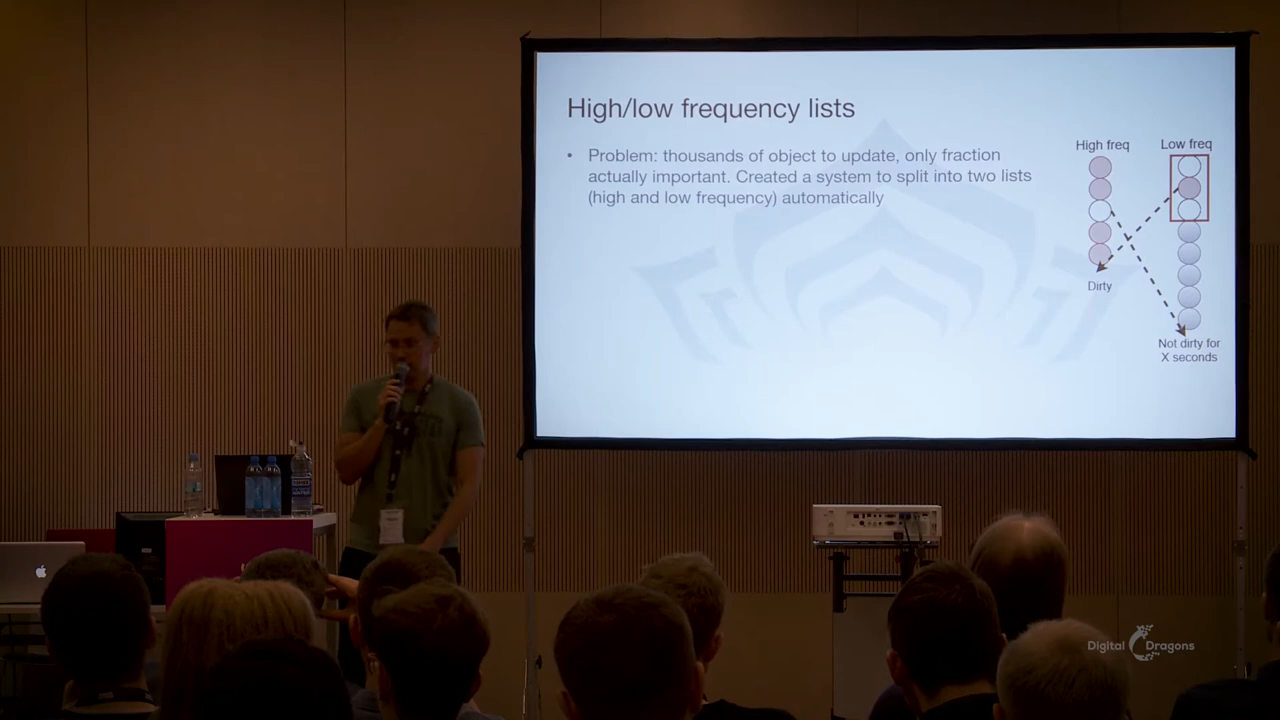 High/low frequency lists
• Problem: thousands of object to update, only fraction
actually important. Created a system to split into two lists
(high and low frequency) automatically
High freq
Low freq
Dirty
Not dirty for
X seconds
Digital Dragons